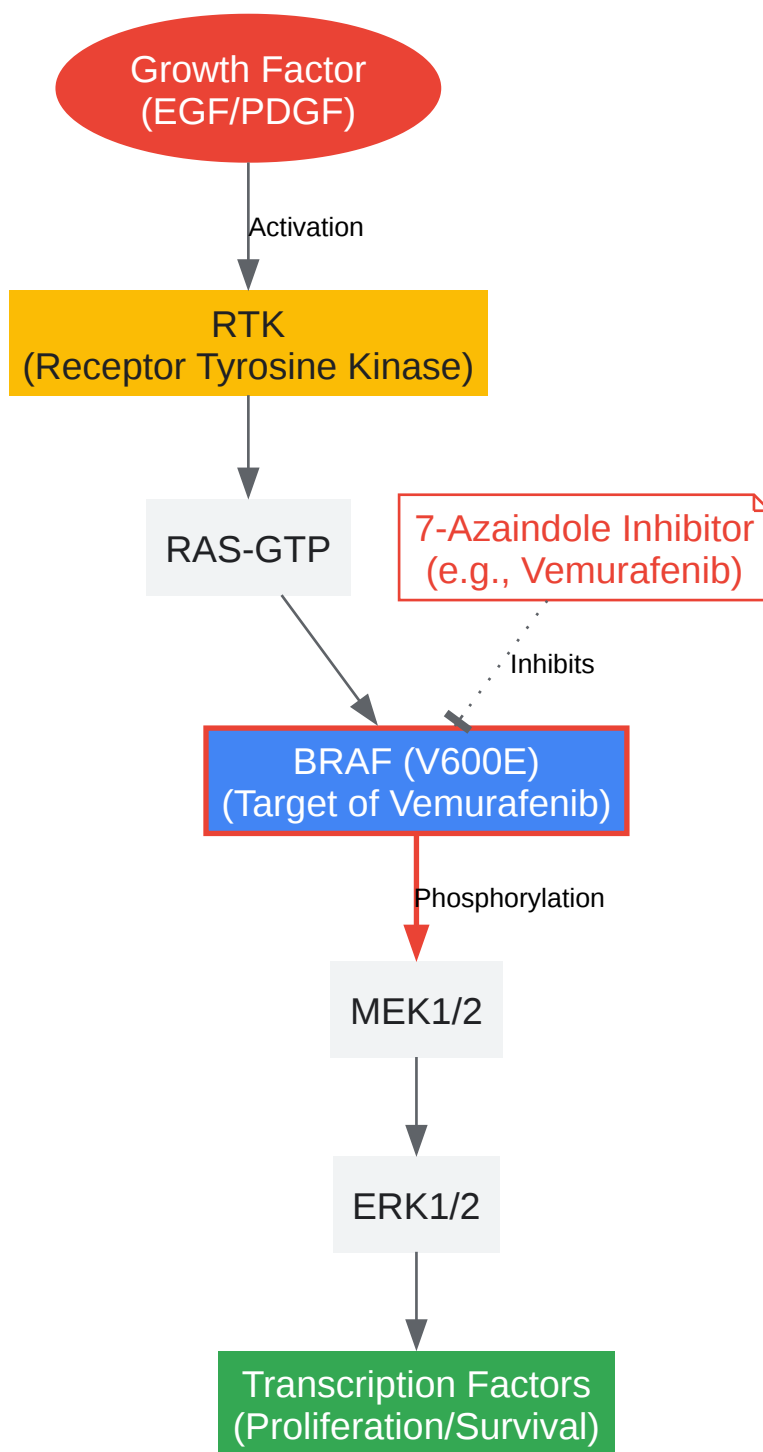 Growth Factor
(EGF/PDGF)
Activation
RTK
(Receptor Tyrosine Kinase)
RAS-GTP
7-Azaindole Inhibitor
(e.g., Vemurafenib)
Inhibits
BRAF (V600E)
(Target of Vemurafenib)
Phosphorylation
MEK1/2
ERK1/2
Transcription Factors
(Proliferation/Survival)